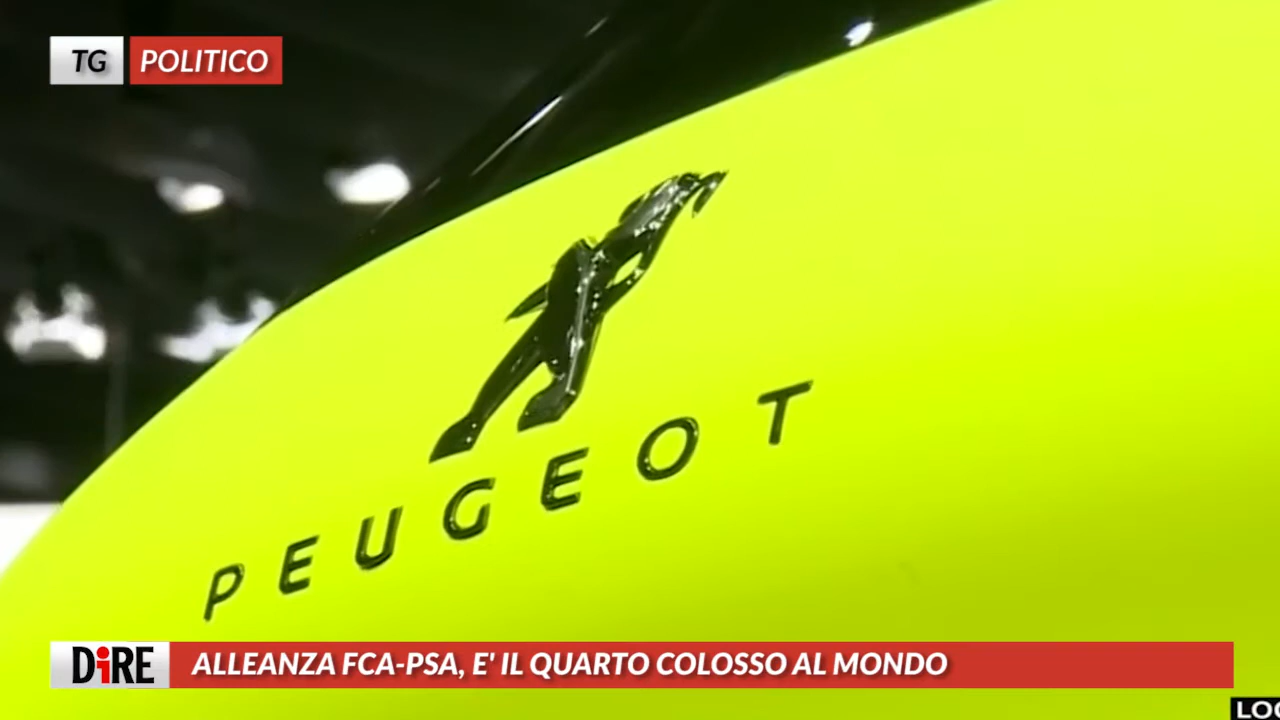 TG POLITICO
PEUGEOT
DiRE ALLEANZA FCA-PSA, E' IL QUARTO COLOSSO AL MONDO